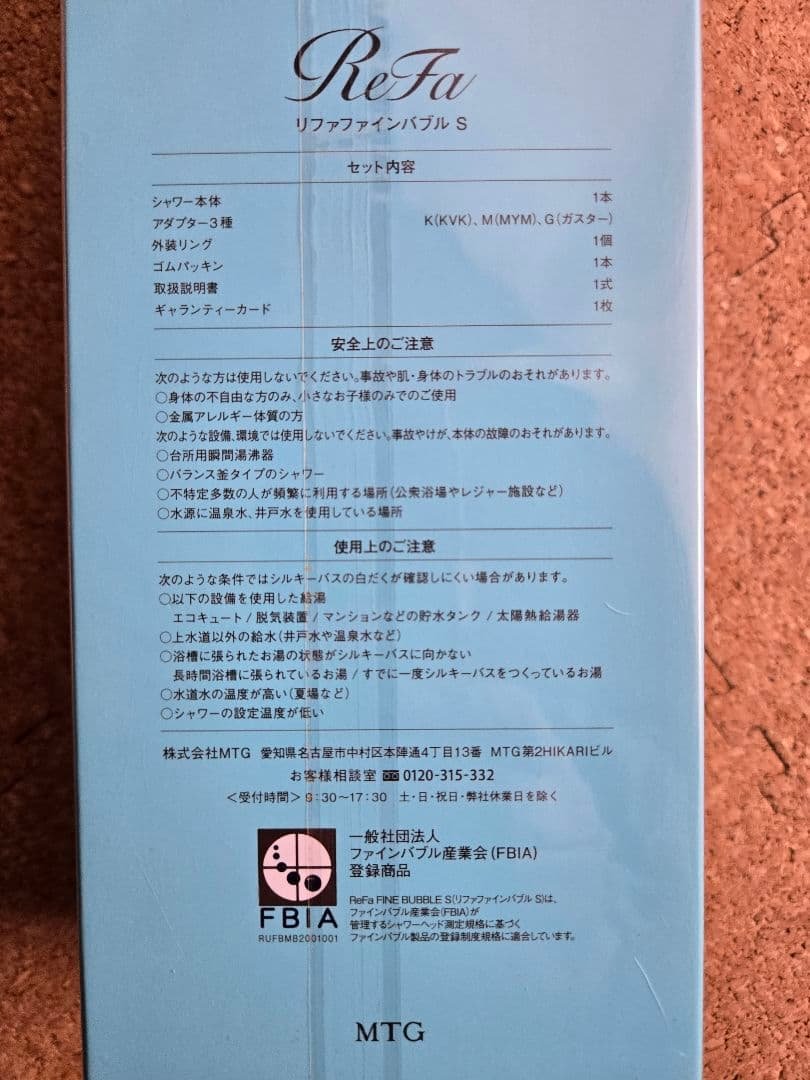 ReFa
リファファインバブル S
セット内容
シャワー本体 1本
アダプター3種 K(KVK)、M(MYM)、G(ガスター)
外装リング 1個
ゴムパッキン 1本
取扱説明書 1式
ギャランティーカード 1枚
安全上のご注意
次のような方は使用しないでください。事故や肌・身体のトラブルのおそれがあります。
○身体の不自由な方のみ、小さなお子様のみでのご使用
○金属アレルギー体質の方
次のような設備、環境では使用しないでください。事故やけが、本体の故障のおそれがあります。
○台所用瞬間湯沸器
○バランス釜タイプのシャワー
○不特定多数の人が頻繁に利用する場所(公衆浴場やレジャー施設など)
○水源に温泉水、井戸水を使用している場所
使用上のご注意
次のような条件ではシルキーバスの白だくが確認しにくい場合があります。
○以下の設備を使用した給湯
エコキュート / 脱気装置 / マンションなどの貯水タンク / 太陽熱給湯器
○上水道以外の給水(井戸水や温泉水など)
○浴槽に張られたお湯の状態がシルキーバスに向かない
長時間浴槽に張られているお湯 / すでに一度シルキーバスをつくっているお湯
○水道水の温度が高い(夏場など)
○シャワーの設定温度が低い
株式会社MTG 愛知県名古屋市中村区本陣通4丁目13番 MTG第2HIKARIビル
お客様相談室 0120-315-332
<受付時間> 9:30〜17:30 土・日・祝日・弊社休業日を除く
一般社団法人
ファインバブル産業会(FBIA)
登録商品
FBIA
RUFBMB2001001
ReFa FINE BUBBLE S(リファファインバブル S)は、
ファインバブル産業会(FBIA)が
管理するシャワーヘッド測定規格に基づく
ファインバブル製品の登録制度規格に適合しています。
MTG